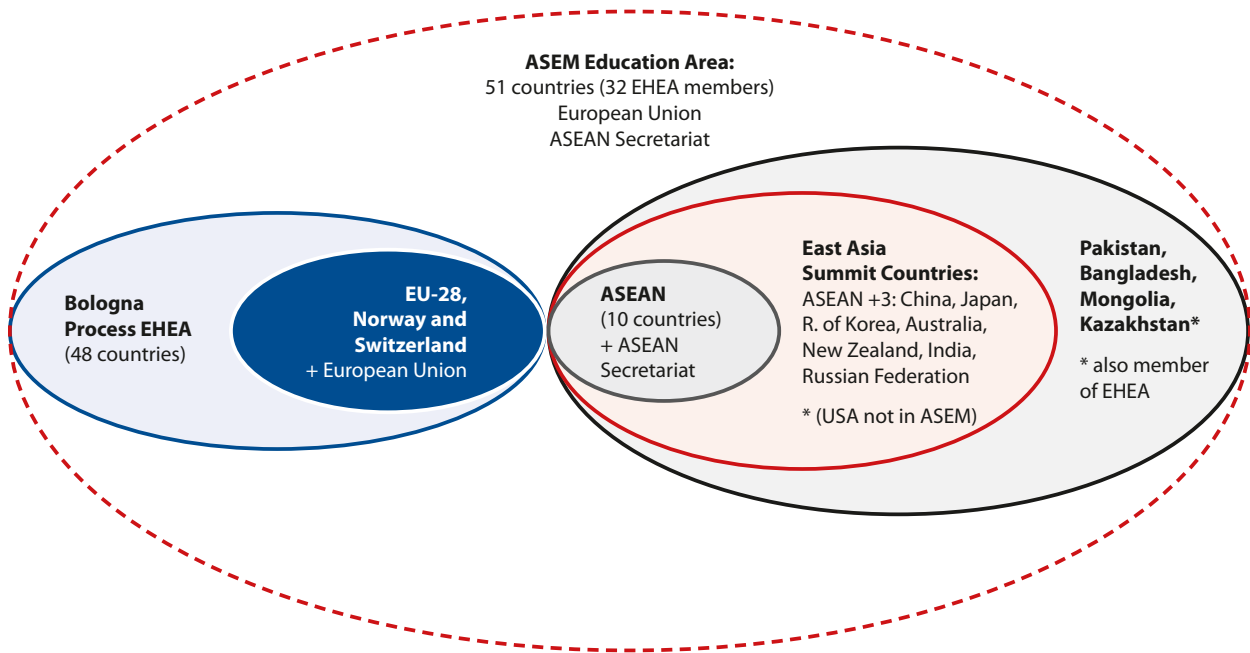 ASEM Education Area:
51 countries (32 EHEA members)
European Union
ASEAN Secretariat
Bologna
Process EHEA
(48 countries)
EU-28,
Norway and
Switzerland
+ European Union
ASEAN
(10 countries)
+ ASEAN
Secretariat
East Asia
Summit Countries:
ASEAN +3: China, Japan,
R. of Korea, Australia,
New Zealand, India,
Russian Federation
* (USA not in ASEM)
Pakistan,
Bangladesh,
Mongolia,
Kazakhstan*
* also member
of EHEA